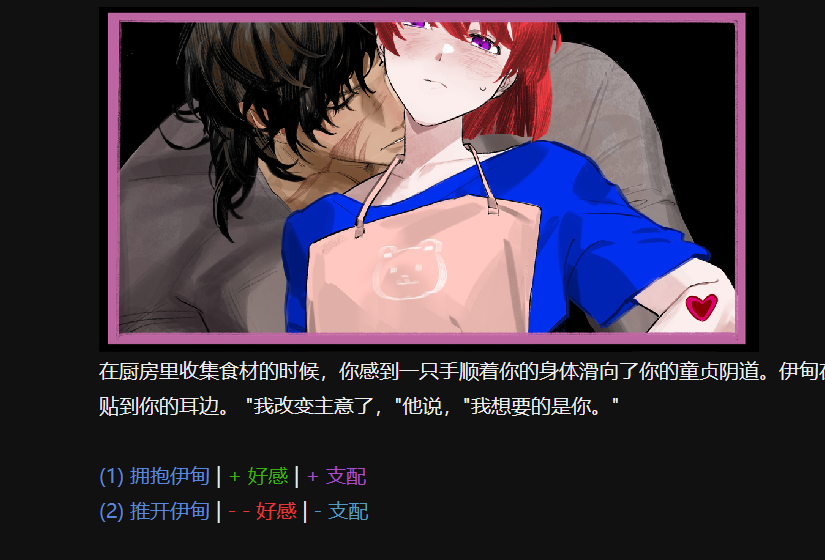 在厨房里收集食材的时候，你感到一只手顺着你的身体滑向了你的童贞阴道。伊甸
贴到你的耳边。 "我改变主意了，"他说，"我想要的是你。"
(1) 拥抱伊甸 | + 好感 | + 支配
(2) 推开伊甸 | - - 好感 | - 支配